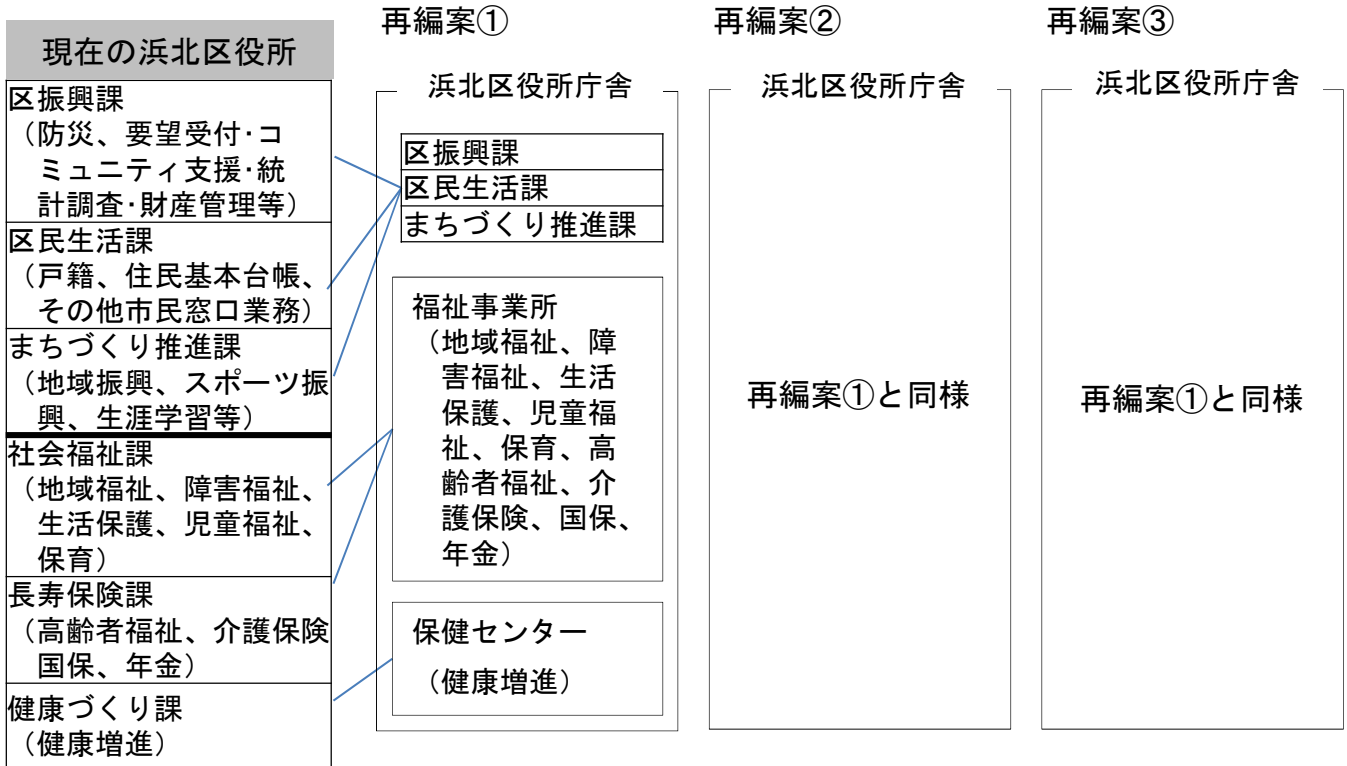 現在の浜北区役所
区振興課
（防災、要望受付･コ
ミュニティ支援･統
計調査･財産管理等）
区民生活課
（戸籍、住民基本台帳、
その他市民窓口業務）
まちづくり推進課
（地域振興、スポーツ振
興、生涯学習等）
社会福祉課
（地域福祉、障害福祉、
生活保護、児童福祉、
保育）
長寿保険課
（高齢者福祉、介護保険
国保、年金）
健康づくり課
（健康増進）
再編案①
浜北区役所庁舎
区振興課
区民生活課
まちづくり推進課
福祉事業所
（地域福祉、障
害福祉、生活
保護、児童福
祉、保育、高
齢者福祉、介
護保険、国保、
年金）
保健センター
（健康増進）
再編案②
浜北区役所庁舎
再編案①と同様
再編案③
浜北区役所庁舎
再編案①と同様